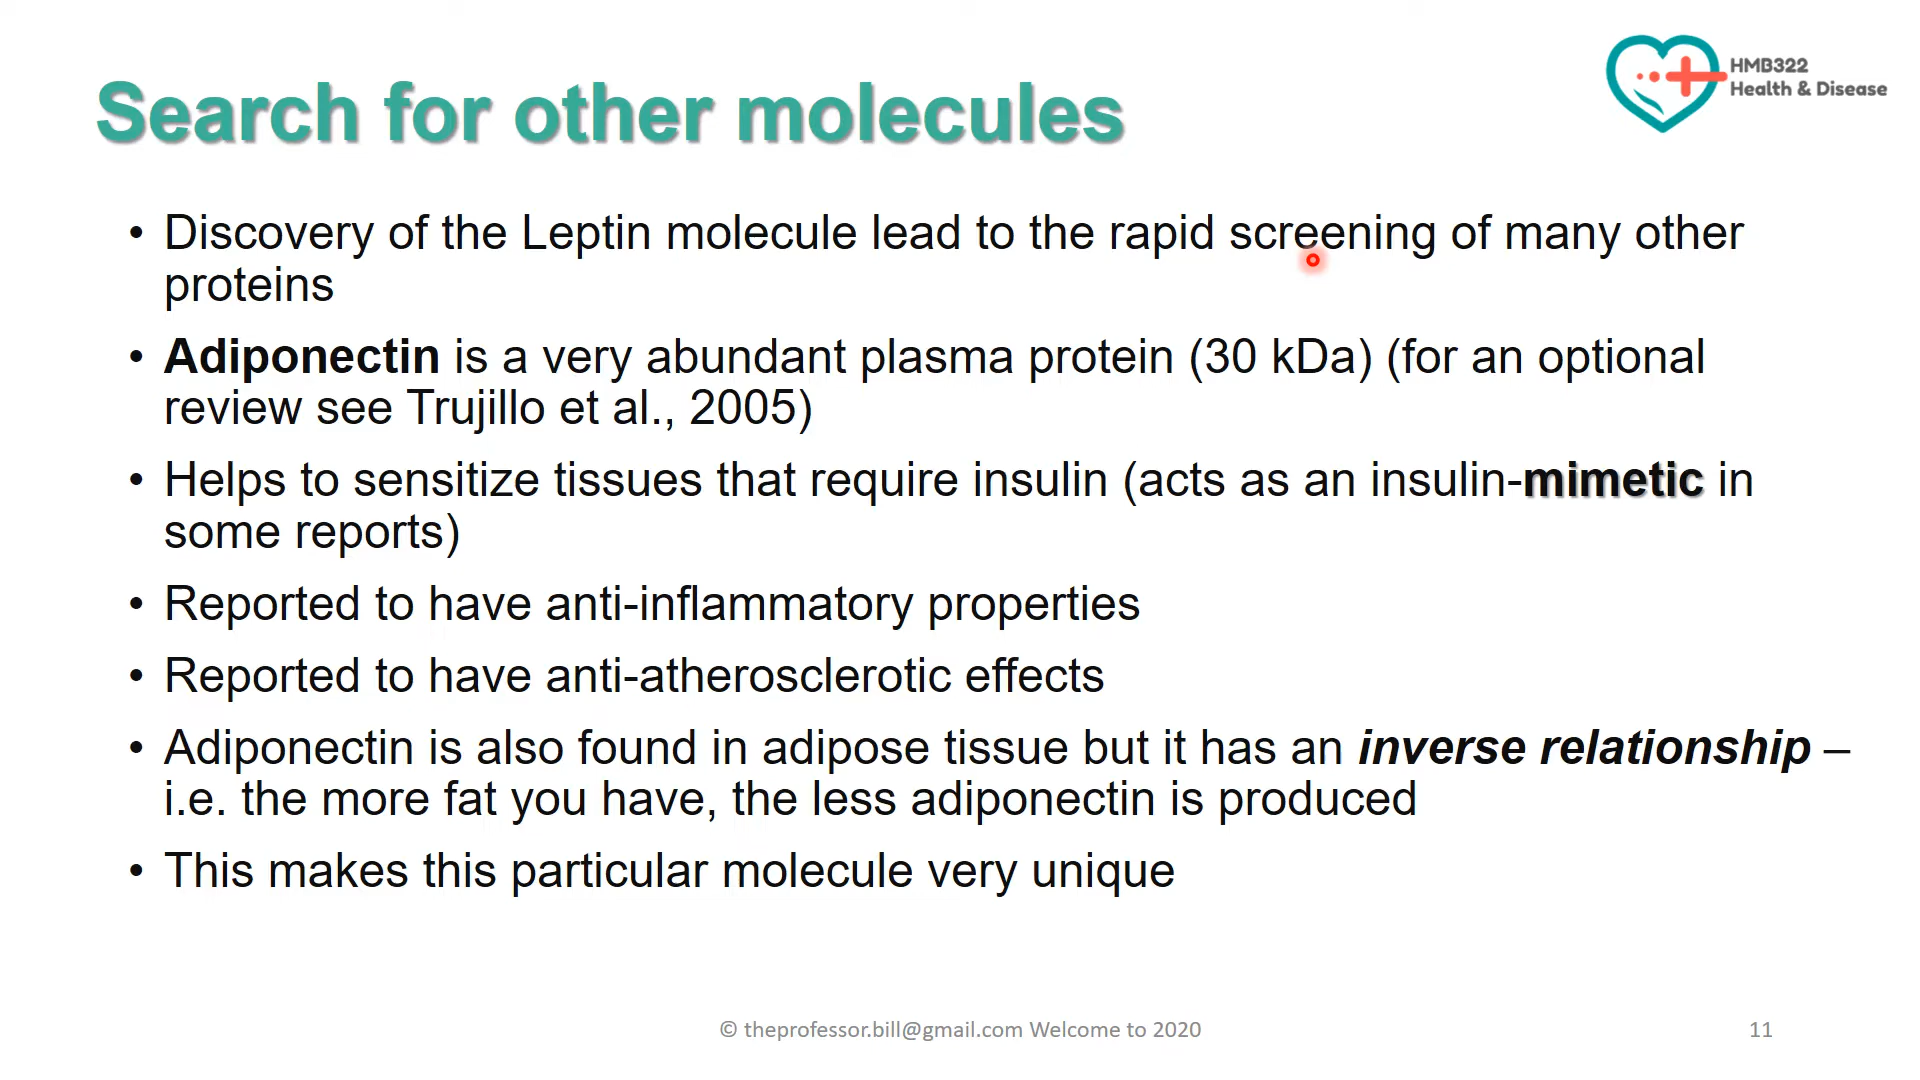 HMB322
Health & Disease
Search for other molecules
• Discovery of the Leptin molecule lead to the rapid screening of many other
proteins
• Adiponectin is a very abundant plasma protein (30 kDa) (for an optional
review see Trujillo et al., 2005)
• Helps to sensitize tissues that require insulin (acts as an insulin-mimetic in
some reports)
• Reported to have anti-inflammatory properties
• Reported to have anti-atherosclerotic effects
• Adiponectin is also found in adipose tissue but it has an inverse relationship –
i.e. the more fat you have, the less adiponectin is produced
• This makes this particular molecule very unique
© theprofessor.bill@gmail.com Welcome to 2020
11